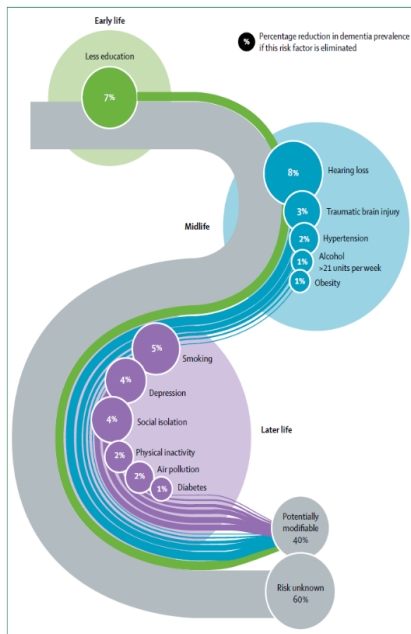 Early life
% Percentage reduction in dementia prevalence
if this risk factor is eliminated
Less education
7%
8%
Hearing loss
3%
Traumatic brain injury
Midlife
2%
Hypertension
1%
Alcohol
>21 units per week
1%
Obesity
5%
Smoking
4%
Depression
4%
Social isolation
Later life
2%
Physical inactivity
2%
Air pollution
1%
Diabetes
Potentially
modifiable
40%
Risk unknown
60%